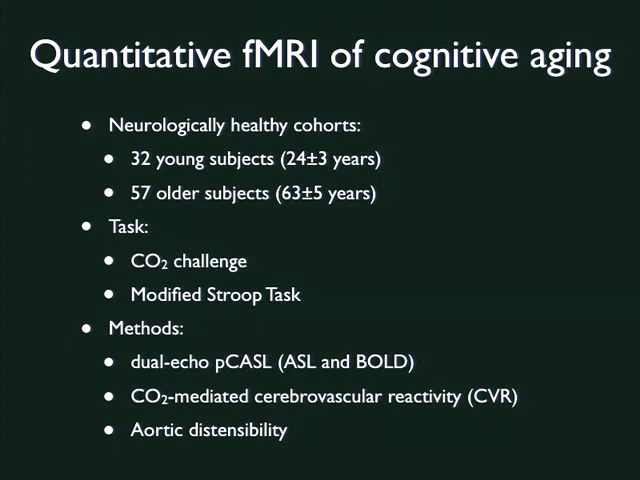 Quantitative fMRI of cognitive aging
• Neurologically healthy cohorts:
• 32 young subjects (24±3 years)
• 57 older subjects (63±5 years)
• Task:
• CO₂ challenge
• Modified Stroop Task
• Methods:
• dual-echo pCASL (ASL and BOLD)
• CO₂-mediated cerebrovascular reactivity (CVR)
• Aortic distensibility